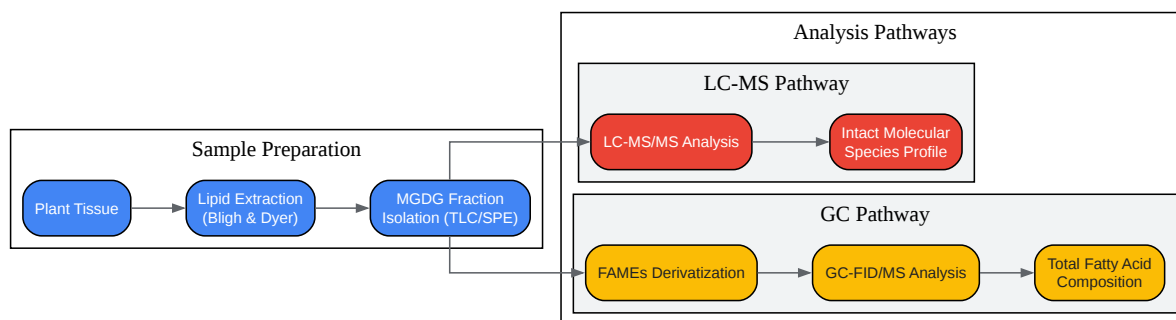 Analysis Pathways
LC-MS Pathway
LC-MS/MS Analysis
Intact Molecular
Species Profile
Sample Preparation
Plant Tissue
Lipid Extraction
(Bligh & Dyer)
MGDG Fraction
Isolation (TLC/SPE)
GC Pathway
FAMEs Derivatization
GC-FID/MS Analysis
Total Fatty Acid
Composition